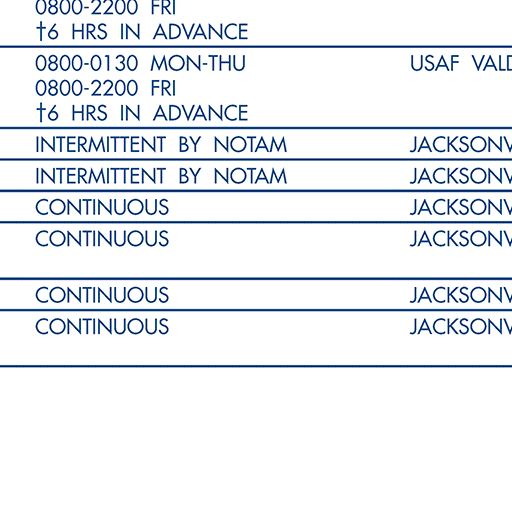 0800-2200 FRI
†6 HRS IN ADVANCE
0800-0130 MON-THU USAF VALD
0800-2200 FRI
†6 HRS IN ADVANCE
INTERMITTENT BY NOTAM JACKSONV
INTERMITTENT BY NOTAM JACKSONV
CONTINUOUS JACKSONV
CONTINUOUS JACKSONV
CONTINUOUS JACKSONV
CONTINUOUS JACKSONV